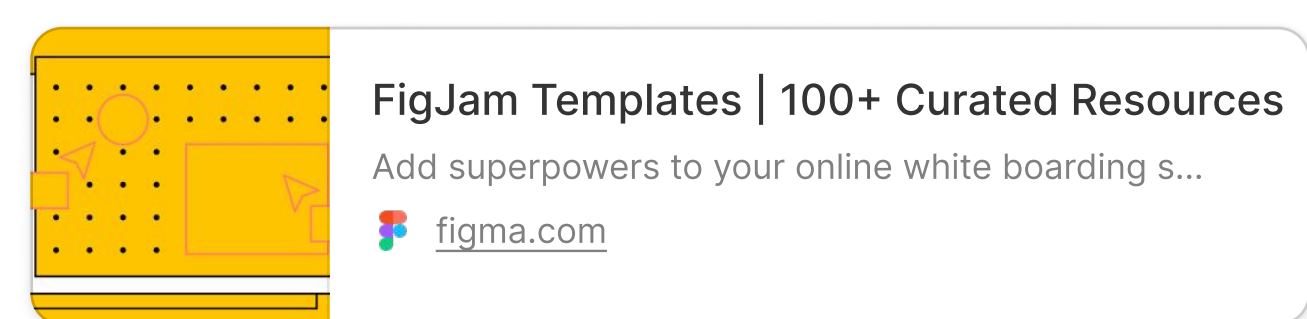 FigJam Templates | 100+ Curated Resources
Add superpowers to your online white boarding s...
figma.com